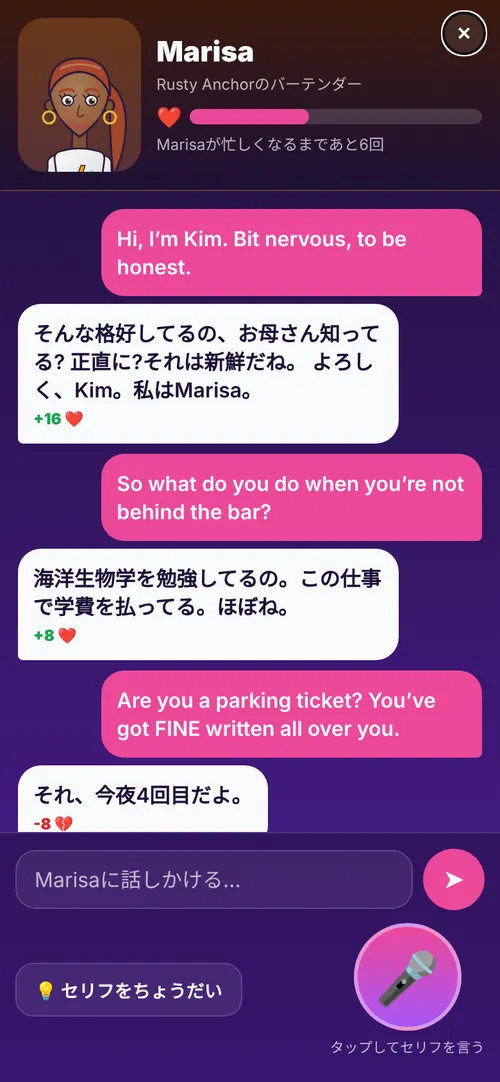 Marisa
Rusty Anchorのバーテンダー
Marisaが忙しくなるまであと6回
Hi, I’m Kim. Bit nervous, to be
honest.
そんな格好してるの、お母さん知って
る? 正直に?それは新鮮だね。 よろし
く、Kim。私はMarisa。
+16 ❤️
So what do you do when you’re not
behind the bar?
海洋生物学を勉強してるの。この仕事
で学費を払ってる。ほぼね。
+8 ❤️
Are you a parking ticket? You’ve
got FINE written all over you.
それ、今夜4回目だよ。
-8 💔
Marisaに話しかける...
💡 セリフをちょうだい
タップしてセリフを言う